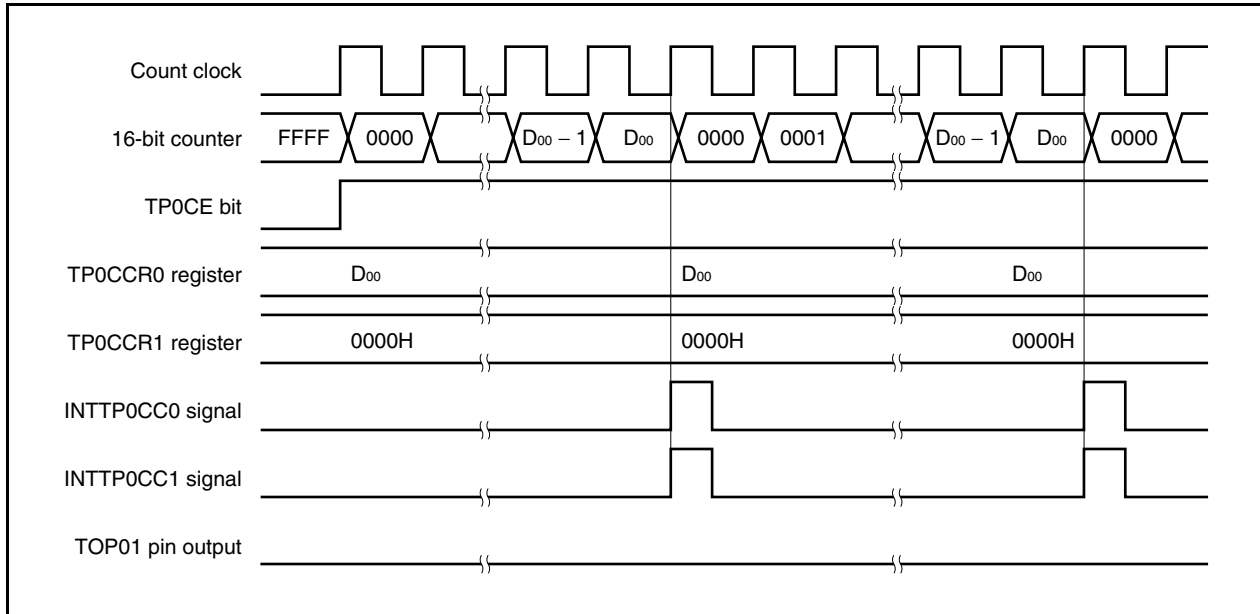 Count clock
16-bit counter FFFF 0000 D00 − 1 D00 0000 0001 D00 − 1 D00 0000
TP0CE bit
TP0CCR0 register D00 D00 D00
TP0CCR1 register 0000H 0000H 0000H
INTTP0CC0 signal
INTTP0CC1 signal
TOP01 pin output